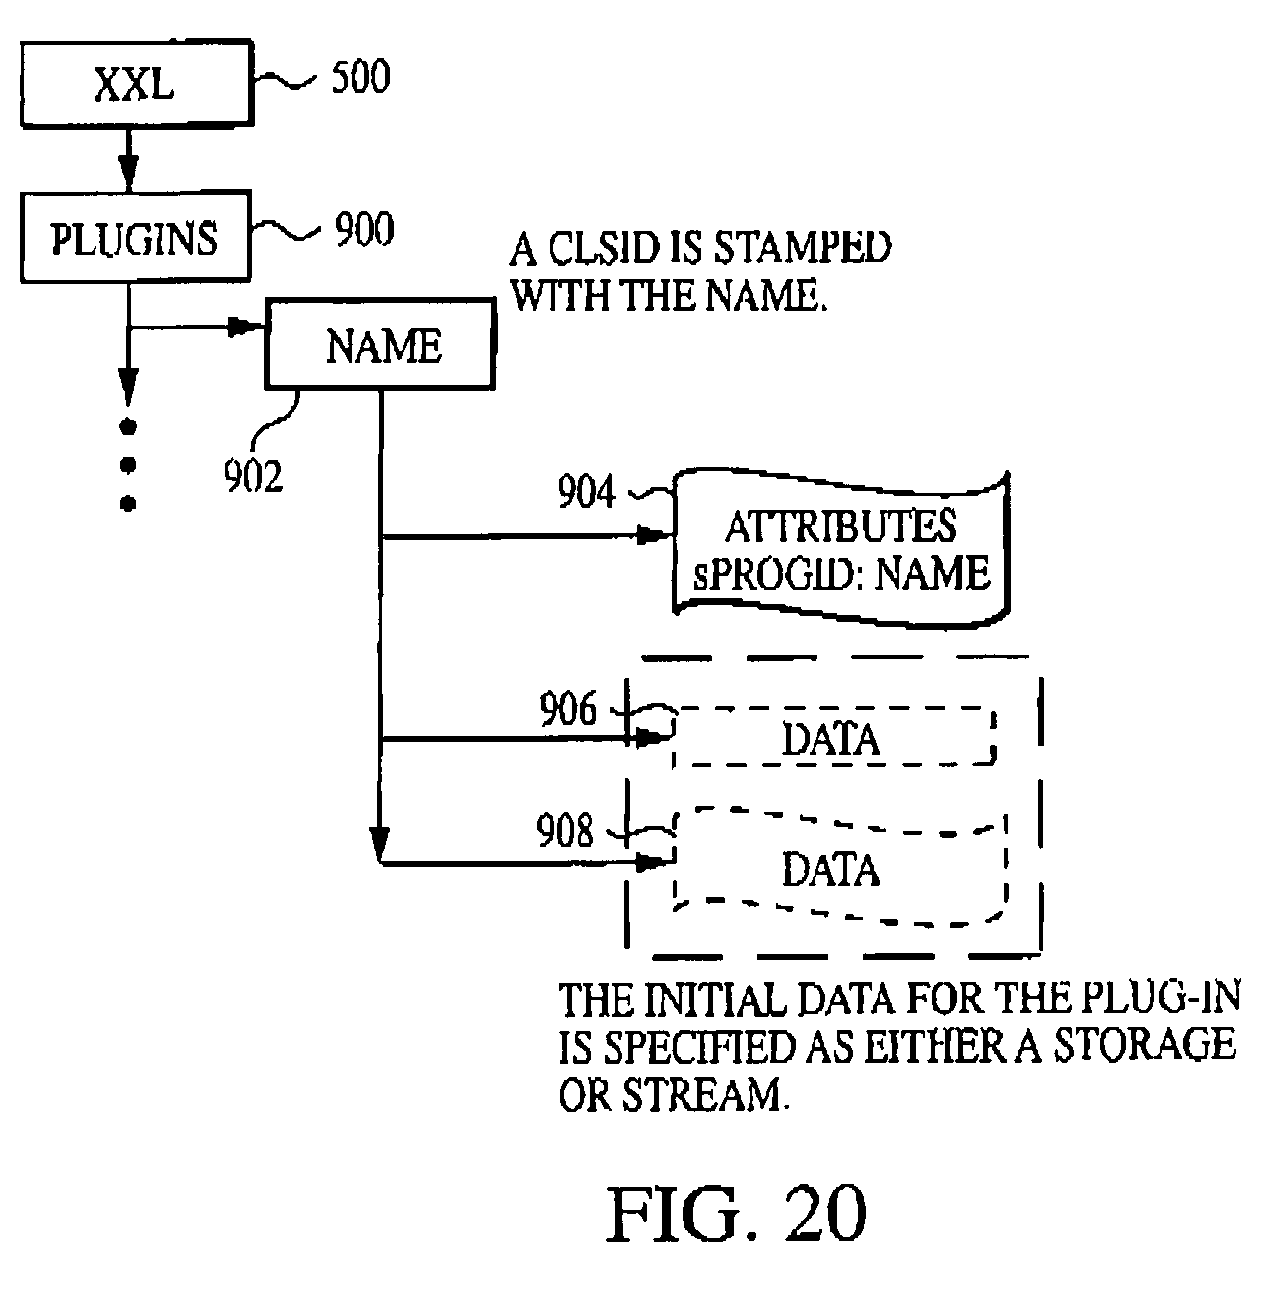 XXL
500
PLUGINS
900
A CLSID IS STAMPED
WITH THE NAME.
NAME
902
904
ATTRIBUTES
sPROGID: NAME
906
DATA
908
DATA
THE INITIAL DATA FOR THE PLUG-IN
IS SPECIFIED AS EITHER A STORAGE
OR STREAM.
FIG. 20